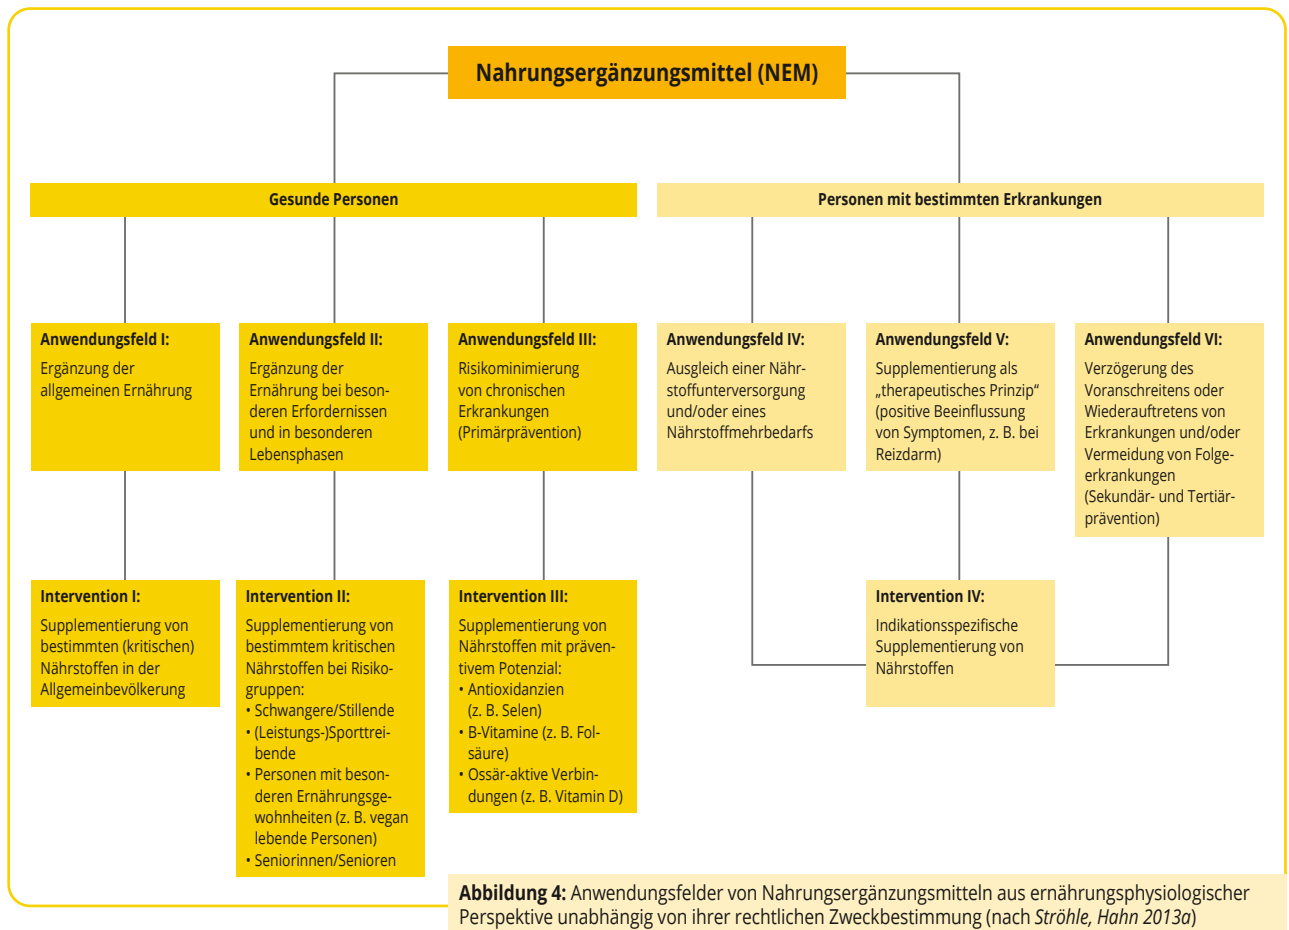 Nahrungsergänzungsmittel (NEM)
Gesunde Personen
Personen mit bestimmten Erkrankungen
Anwendungsfeld I:
Ergänzung der
allgemeinen Ernährung
Anwendungsfeld II:
Ergänzung der
Ernährung bei beson-
deren Erfordernissen
und in besonderen
Lebensphasen
Anwendungsfeld III:
Risikominimierung
von chronischen
Erkrankungen
(Primärprävention)
Anwendungsfeld IV:
Ausgleich einer Nähr-
stoffunterversorgung
und/oder eines
Nährstoffmehrbedarfs
Anwendungsfeld V:
Supplementierung als
„therapeutisches Prinzip“
(positive Beeinflussung
von Symptomen, z. B. bei
Reizdarm)
Anwendungsfeld VI:
Verzögerung des
Voranschreitens oder
Wiederauftretens von
Erkrankungen und/oder
Vermeidung von Folge-
erkrankungen
(Sekundär- und Tertiär-
prävention)
Intervention I:
Supplementierung von
bestimmten (kritischen)
Nährstoffen in der
Allgemeinbevölkerung
Intervention II:
Supplementierung von
bestimmtem kritischen
Nährstoffen bei Risiko-
gruppen:
• Schwangere/Stillende
• (Leistungs-)Sporttrei-
bende
• Personen mit beson-
deren Ernährungsge-
wohnheiten (z. B. vegan
lebende Personen)
• Seniorinnen/Senioren
Intervention III:
Supplementierung von
Nährstoffen mit präven-
tivem Potenzial:
• Antioxidanzien
(z. B. Selen)
• B-Vitamine (z. B. Fol-
säure)
• Ossär-aktive Verbin-
dungen (z. B. Vitamin D)
Intervention IV:
Indikationsspezifische
Supplementierung von
Nährstoffen
Abbildung 4: Anwendungsfelder von Nahrungsergänzungsmitteln aus ernährungsphysiologischer
Perspektive unabhängig von ihrer rechtlichen Zweckbestimmung (nach Ströhle, Hahn 2013a)